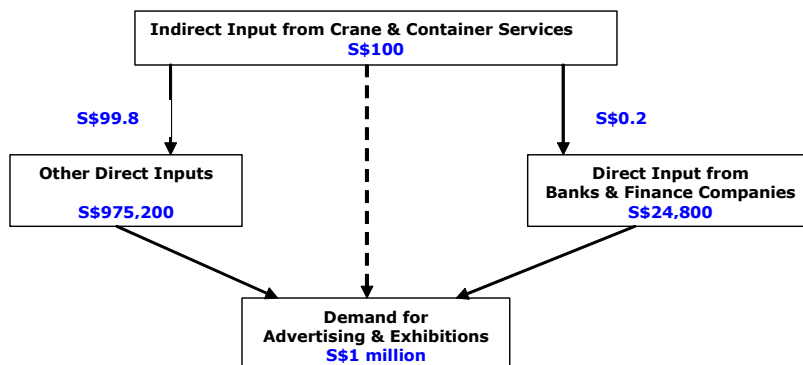 Indirect Input from Crane & Container Services
S$100
S$99.8
S$0.2
Other Direct Inputs
S$975,200
Direct Input from
Banks & Finance Companies
S$24,800
Demand for
Advertising & Exhibitions
S$1 million